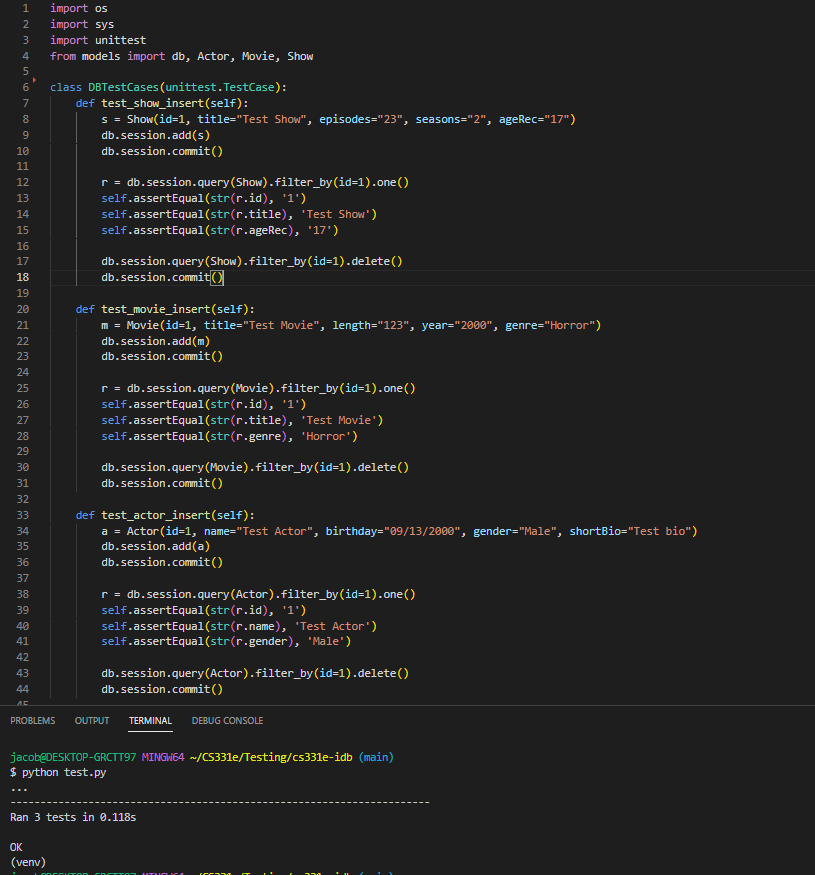 1 import os
2 import sys
3 import unittest
4 from models import db, Actor, Movie, Show
5
6 class DBTestCases(unittest.TestCase):
7     def test_show_insert(self):
8         s = Show(id=1, title="Test Show", episodes="23", seasons="2", ageRec="17")
9         db.session.add(s)
10         db.session.commit()
11
12         r = db.session.query(Show).filter_by(id=1).one()
13         self.assertEqual(str(r.id), '1')
14         self.assertEqual(str(r.title), 'Test Show')
15         self.assertEqual(str(r.ageRec), '17')
16
17         db.session.query(Show).filter_by(id=1).delete()
18         db.session.commit()
19
20     def test_movie_insert(self):
21         m = Movie(id=1, title="Test Movie", length="123", year="2000", genre="Horror")
22         db.session.add(m)
23         db.session.commit()
24
25         r = db.session.query(Movie).filter_by(id=1).one()
26         self.assertEqual(str(r.id), '1')
27         self.assertEqual(str(r.title), 'Test Movie')
28         self.assertEqual(str(r.genre), 'Horror')
29
30         db.session.query(Movie).filter_by(id=1).delete()
31         db.session.commit()
32
33     def test_actor_insert(self):
34         a = Actor(id=1, name="Test Actor", birthday="09/13/2000", gender="Male", shortBio="Test bio")
35         db.session.add(a)
36         db.session.commit()
37
38         r = db.session.query(Actor).filter_by(id=1).one()
39         self.assertEqual(str(r.id), '1')
40         self.assertEqual(str(r.name), 'Test Actor')
41         self.assertEqual(str(r.gender), 'Male')
42
43         db.session.query(Actor).filter_by(id=1).delete()
44         db.session.commit()
45
PROBLEMS OUTPUT TERMINAL DEBUG CONSOLE
jacob@DESKTOP-GRCTT97 MINGW64 ~/CS331e/Testing/cs331e-idb (main)
$ python test.py
...
----------------------------------------------------------------------
Ran 3 tests in 0.118s
OK
(venv)